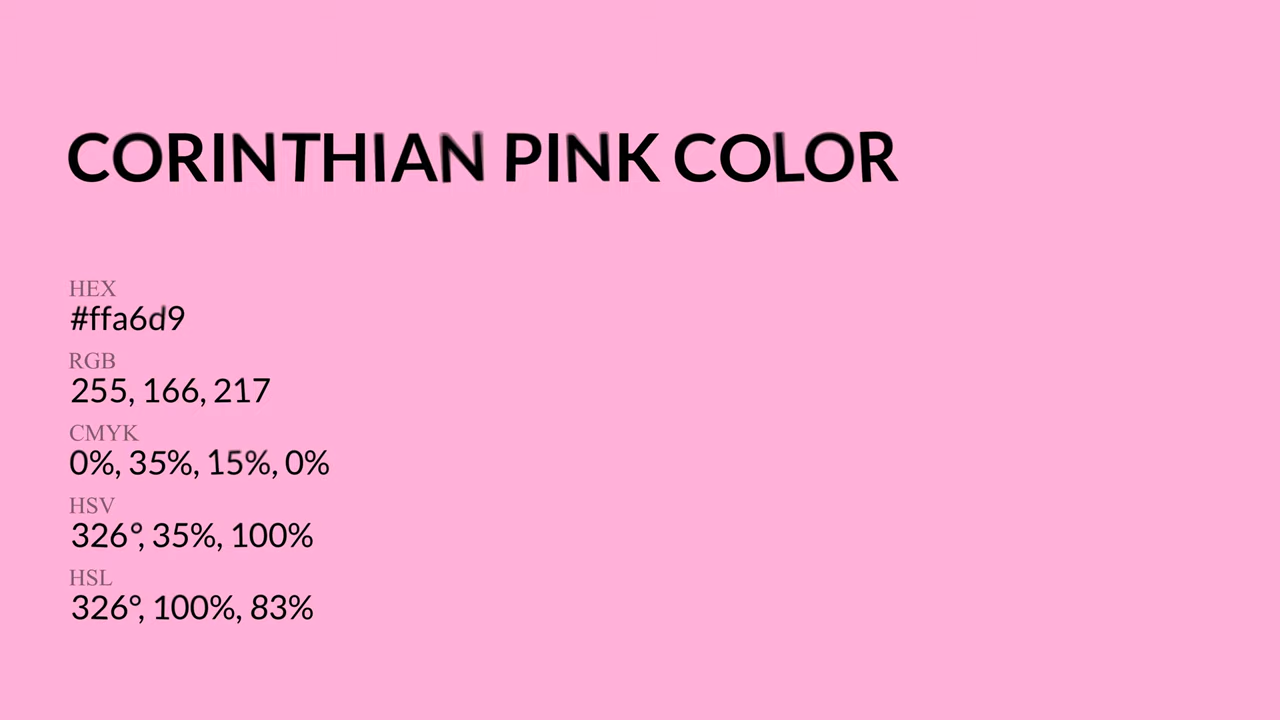 CORINTHIAN PINK COLOR
HEX
#ffa6d9
RGB
255, 166, 217
CMYK
0%, 35%, 15%, 0%
HSV
326°, 35%, 100%
HSL
326°, 100%, 83%